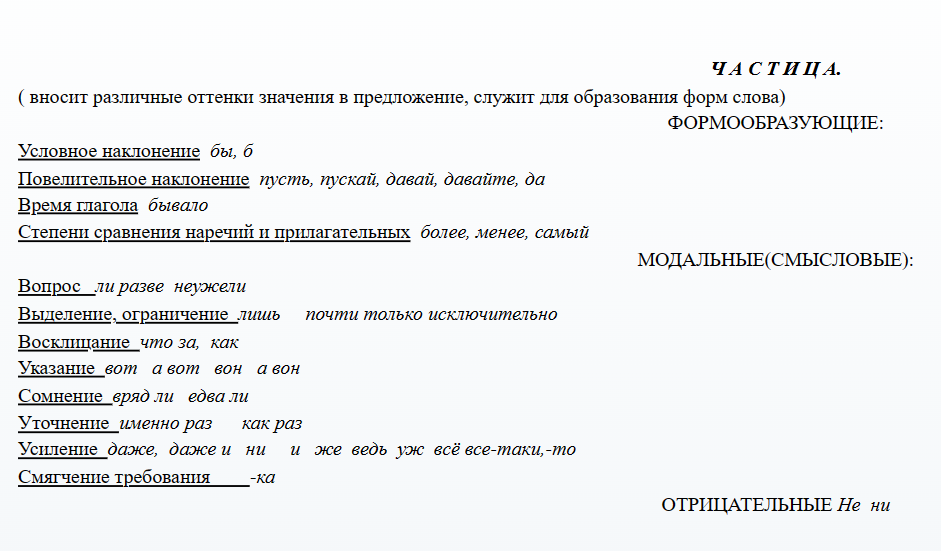 Ч А С Т И Ц А.
( вносит различные оттенки значения в предложение, служит для образования форм слова)
ФОРМООБРАЗУЮЩИЕ:
Условное наклонение бы, б
Повелительное наклонение пусть, пускай, давай, давайте, да
Время глагола бывало
Степени сравнения наречий и прилагательных более, менее, самый
МОДАЛЬНЫЕ(СМЫСЛОВЫЕ):
Вопрос ли разве неужели
Выделение, ограничение лишь почти только исключительно
Восклицание что за, как
Указание вот а вот вон а вон
Сомнение вряд ли едва ли
Уточнение именно раз как раз
Усиление даже, даже и ни и же ведь уж всё все-таки,-то
Смягчение требования ____-ка
ОТРИЦАТЕЛЬНЫЕ Не ни